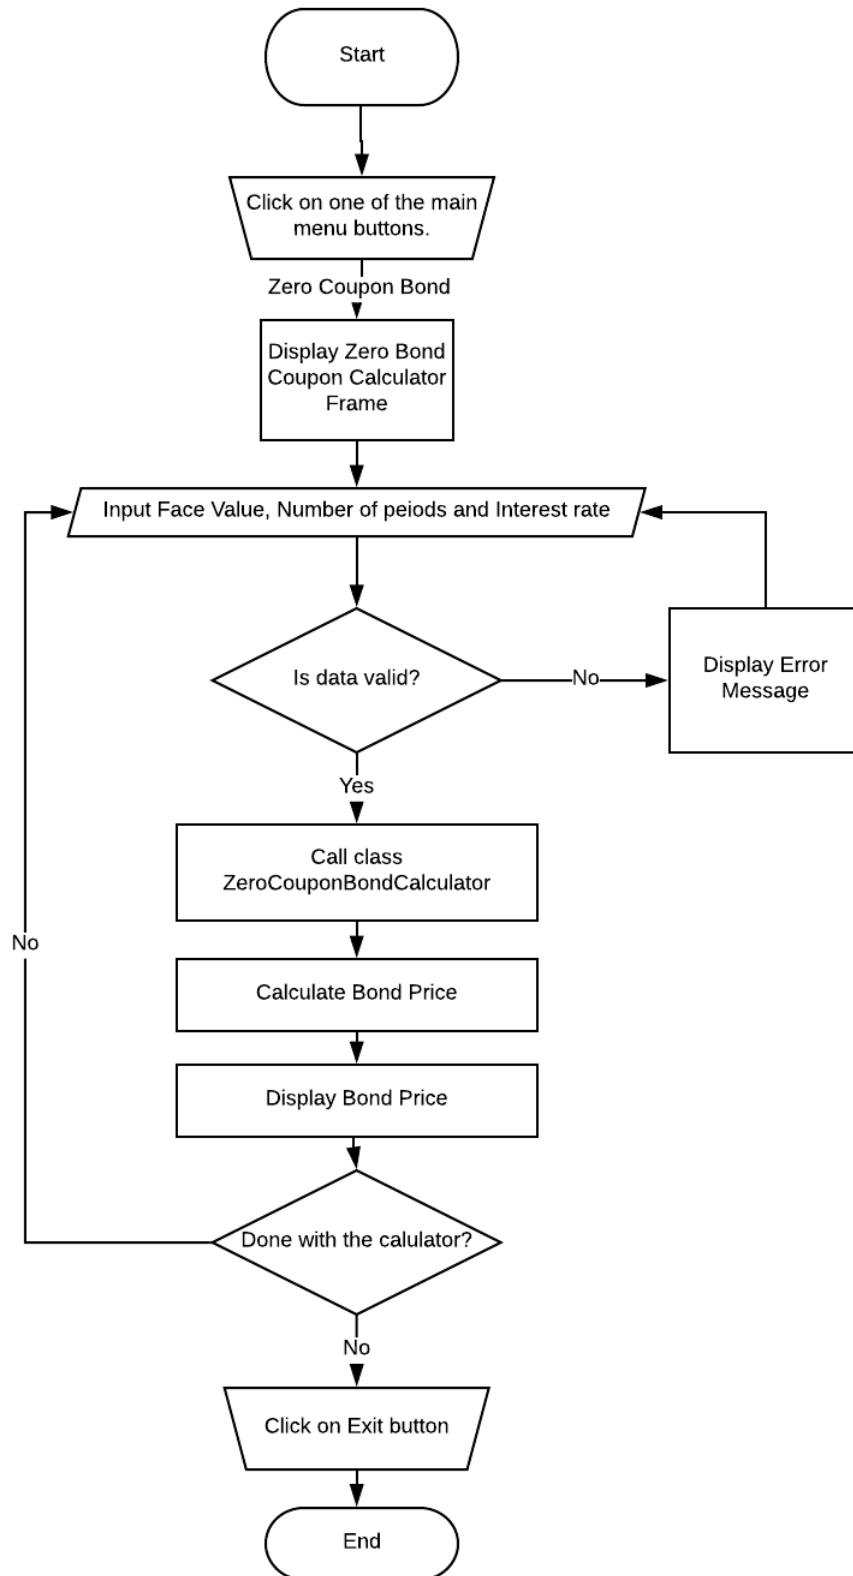 Start
Click on one of the main
menu buttons.
Zero Coupon Bond
Display Zero Bond
Coupon Calculator
Frame
Input Face Value, Number of peiods and Interest rate
Is data valid?
No
Display Error
Message
Yes
Call class
ZeroCouponBondCalculator
No
Calculate Bond Price
Display Bond Price
Done with the calulator?
No
Click on Exit button
End